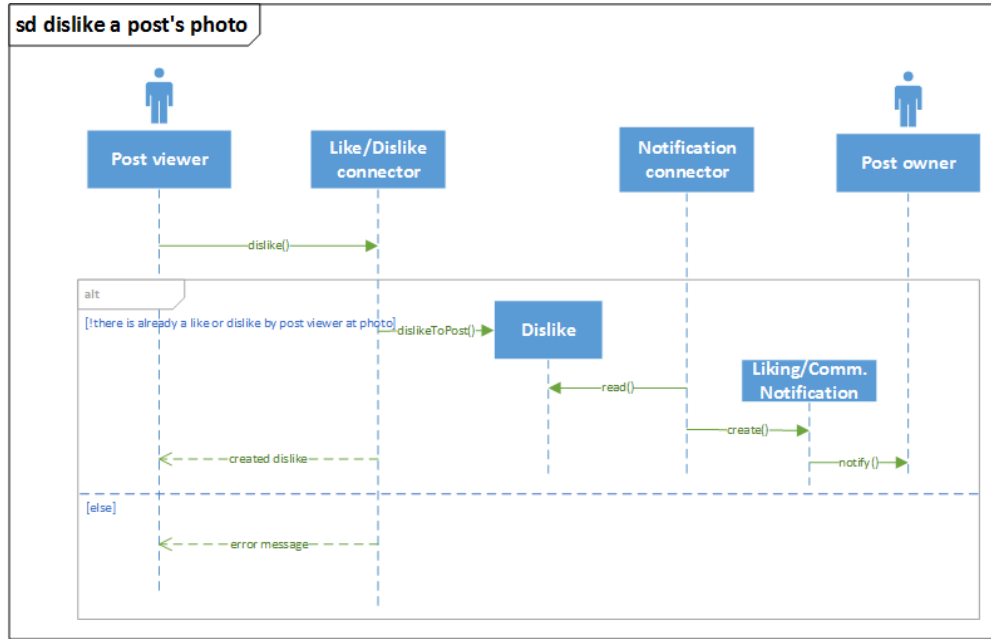 sd dislike a post's photo
Post viewer
Like/Dislike
connector
Notification
connector
Post owner
dislike()
alt
[!there is already a like or dislike by post viewer at photo]
dislikeToPost()
Dislike
Liking/Comm.
Notification
read()
create()
created dislike
notify()
[else]
error message